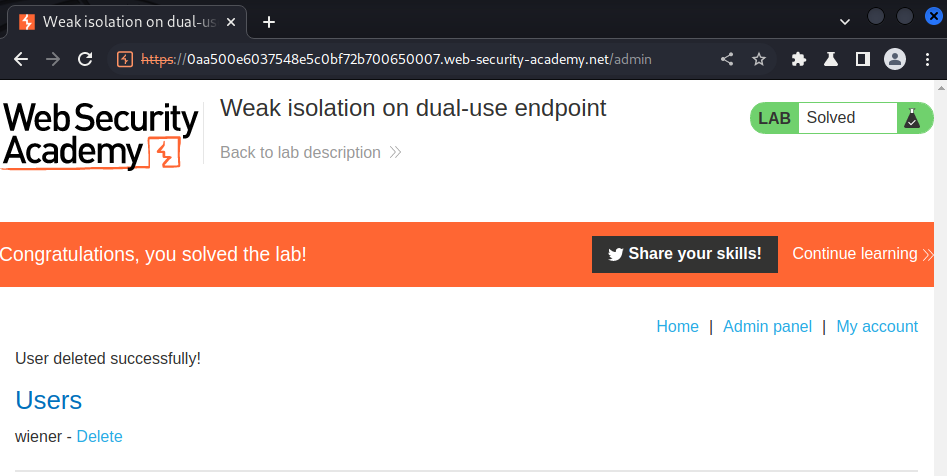 Weak isolation on dual-us
https://0aa500e6037548e5c0bf72b700650007.web-security-academy.net/admin
Web Security
Academy
Weak isolation on dual-use endpoint
Back to lab description
LAB Solved
Congratulations, you solved the lab!
Share your skills!
Continue learning
Home | Admin panel | My account
User deleted successfully!
Users
wiener - Delete